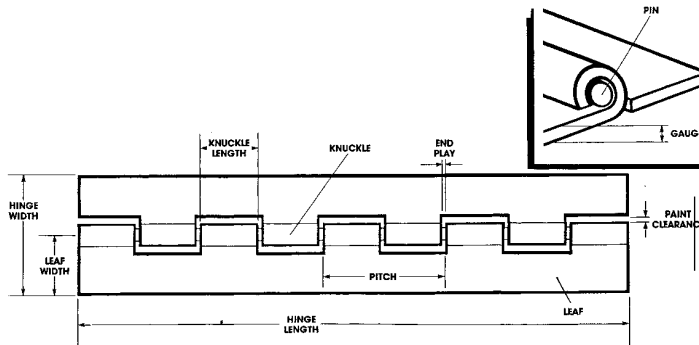 PIN
GAUG
KNUCKLE
LENGTH
KNUCKLE
END
PLAY
HINGE
WIDTH
PAINT
CLEARANC
LEAF
WIDTH
PITCH
LEAF
HINGE
LENGTH